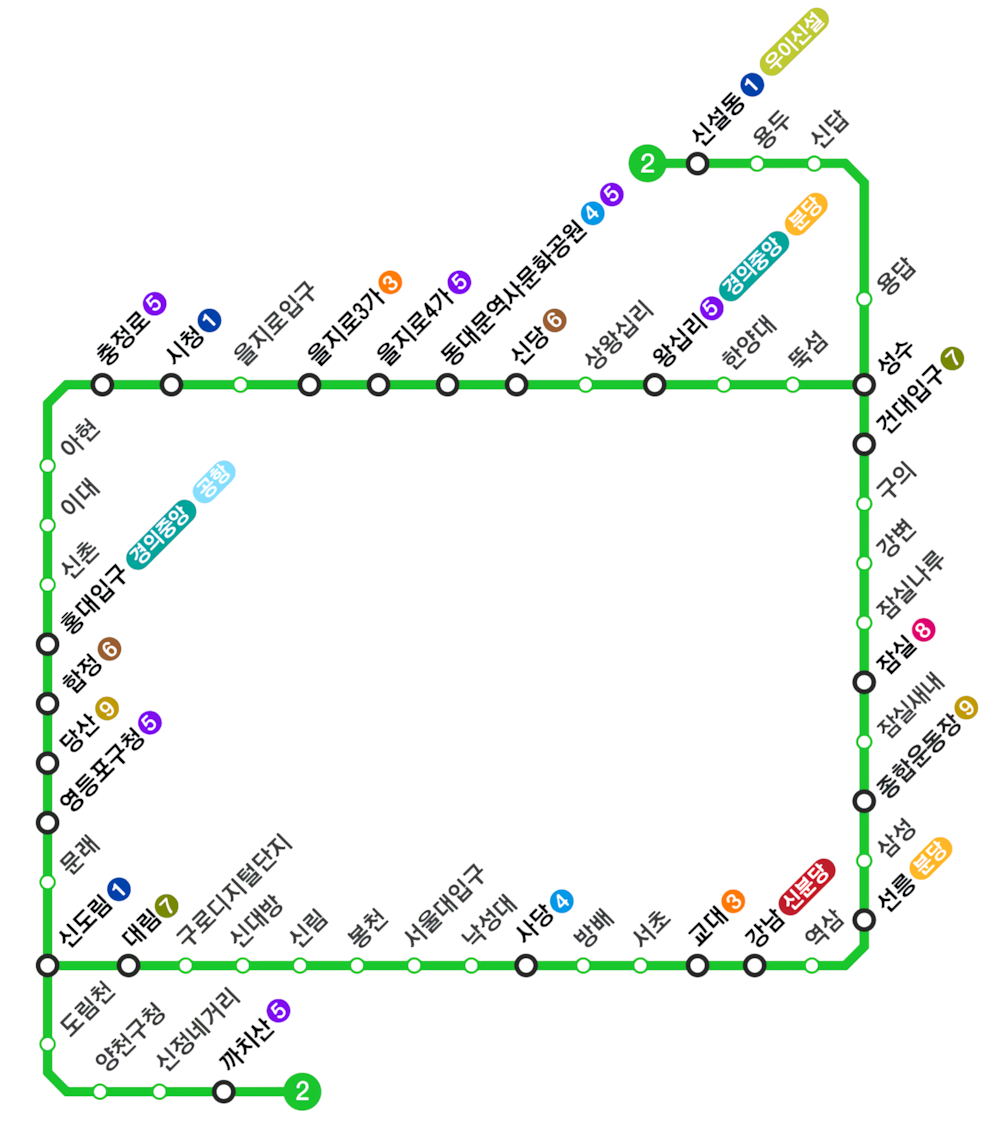 2
신설동 1 우이신설
용두
신답
용답
충정로 5
시청 1
을지로입구
을지로3가 3
을지로4가 5
동대문역사문화공원 4 5
신당 6
상왕십리
왕십리 5 경의중앙 분당
한양대
뚝섬
성수
건대입구 7
구의
강변
잠실나루
잠실 8
잠실새내
종합운동장 9
삼성
선릉 분당
아현
이대
신촌
홍대입구 경의중앙 공항
합정 6
당산 9
영등포구청 5
문래
신도림 1
대림 7
구로디지털단지
신대방
신림
봉천
서울대입구
낙성대
사당 4
방배
서초
교대 3
강남 신분당
역삼
도림천
양천구청
신정네거리
까치산 5
2